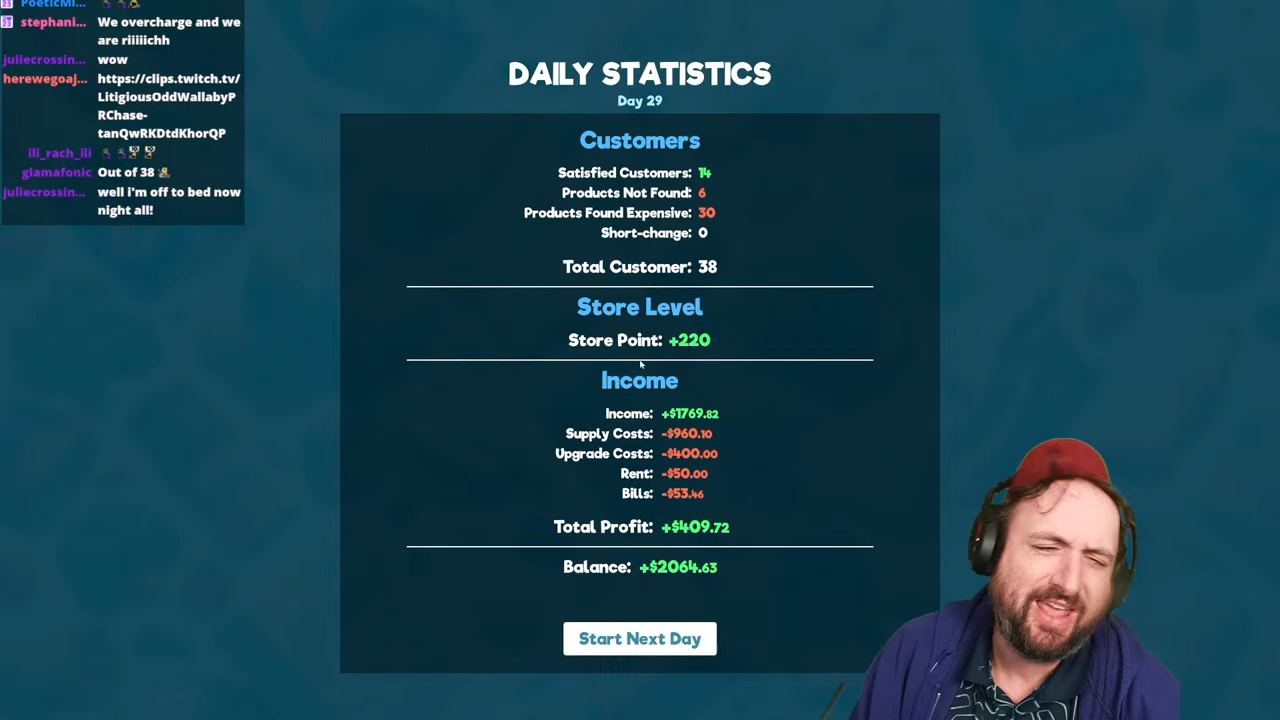 PoeticMi...
stephani... We overcharge and we
are riiiiichh
juliecrossin... wow
herewegoaj... https://clips.twitch.tv/
LitigiousOddWallabyP
RChase-
tanQwRKDtdKhorQP
ill_rach_ill
glamafonic Out of 38
juliecrossin... well i'm off to bed now
night all!
DAILY STATISTICS
Day 29
Customers
Satisfied Customers: 14
Products Not Found: 6
Products Found Expensive: 30
Short-change: 0
Total Customer: 38
Store Level
Store Point: +220
Income
Income: +$1769.82
Supply Costs: -$960.10
Upgrade Costs: -$400.00
Rent: -$50.00
Bills: -$53.46
Total Profit: +$409.72
Balance: +$2064.63
Start Next Day